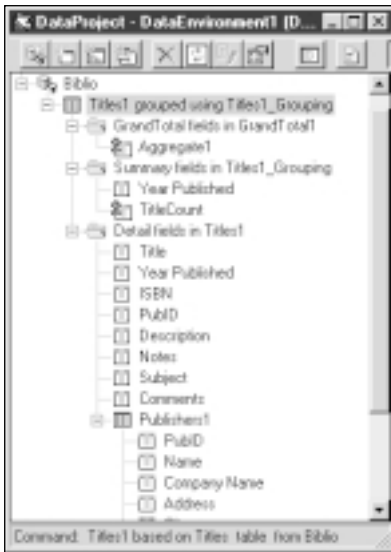 DataProject - DataEnvironment1 (D...
Biblio
Titles1 grouped using Titles1_Grouping
GrandTotal fields in GrandTotal1
Aggregate1
Summary fields in Titles1_Grouping
Year Published
TitleCount
Detail fields in Titles1
Title
Year Published
ISBN
PubID
Description
Notes
Subject
Comments
Publishers1
PubID
Name
Company Name
Address
Command: Titles1 based on Titles table from Biblio